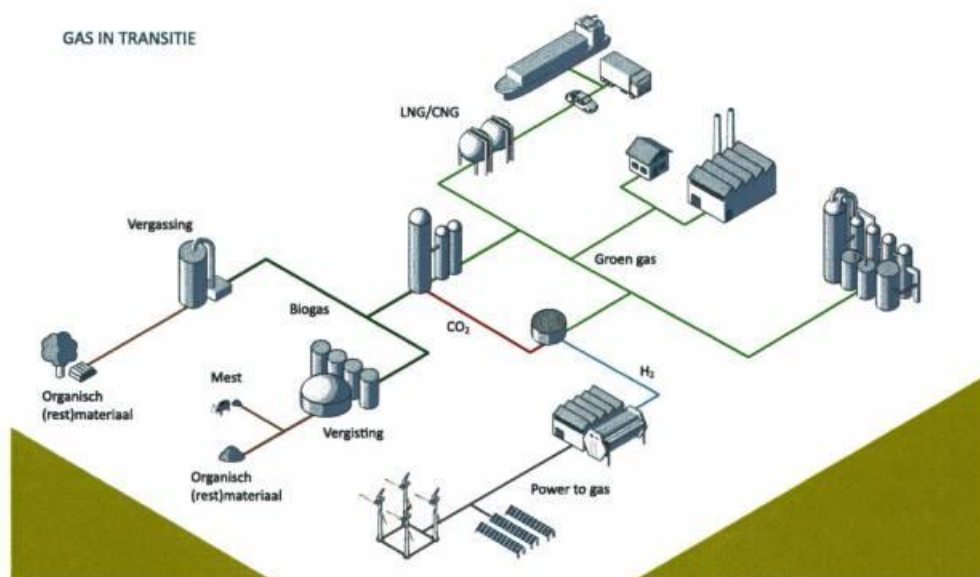 GAS IN TRANSITIE
LNG/CNG
Vergassing
Groen gas
Biogas
CO₂
H₂
Mest
Organisch
(rest)materiaal
Vergisting
Organisch
(rest)materiaal
Power to gas